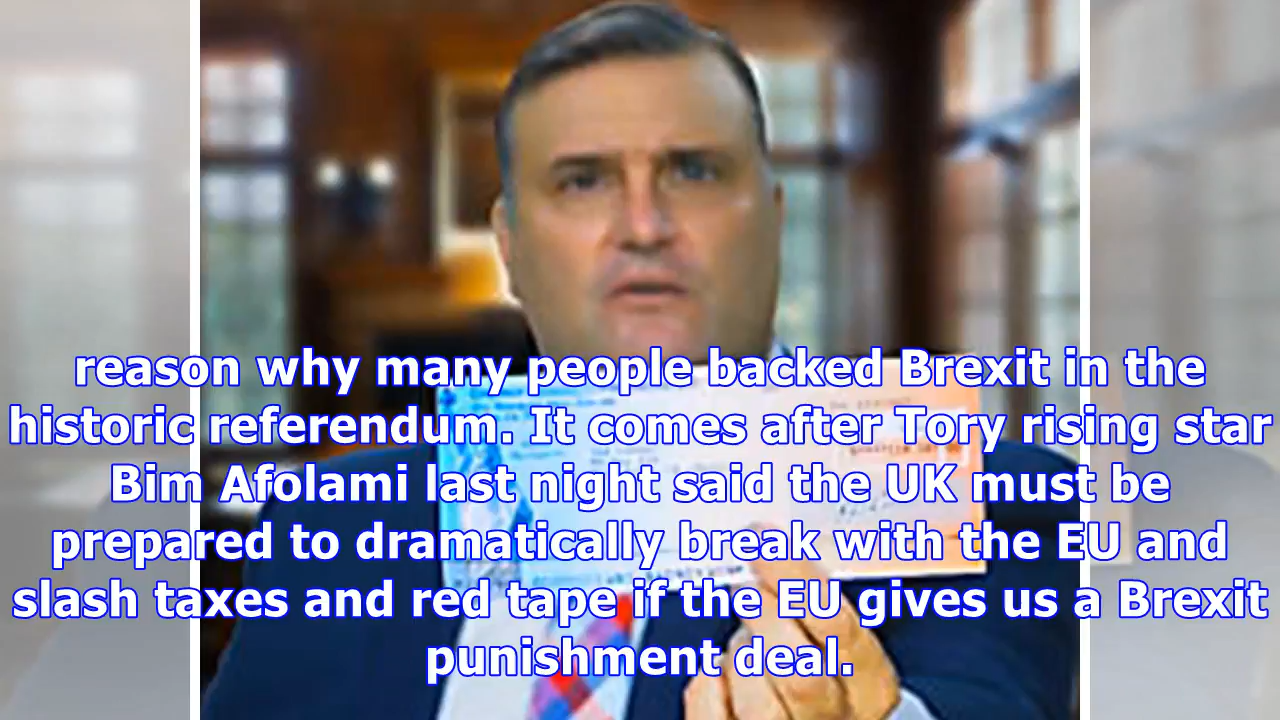 reason why many people backed Brexit in the
historic referendum. It comes after Tory rising star
Bim Afolami last night said the UK must be
prepared to dramatically break with the EU and
slash taxes and red tape if the EU gives us a Brexit
punishment deal.